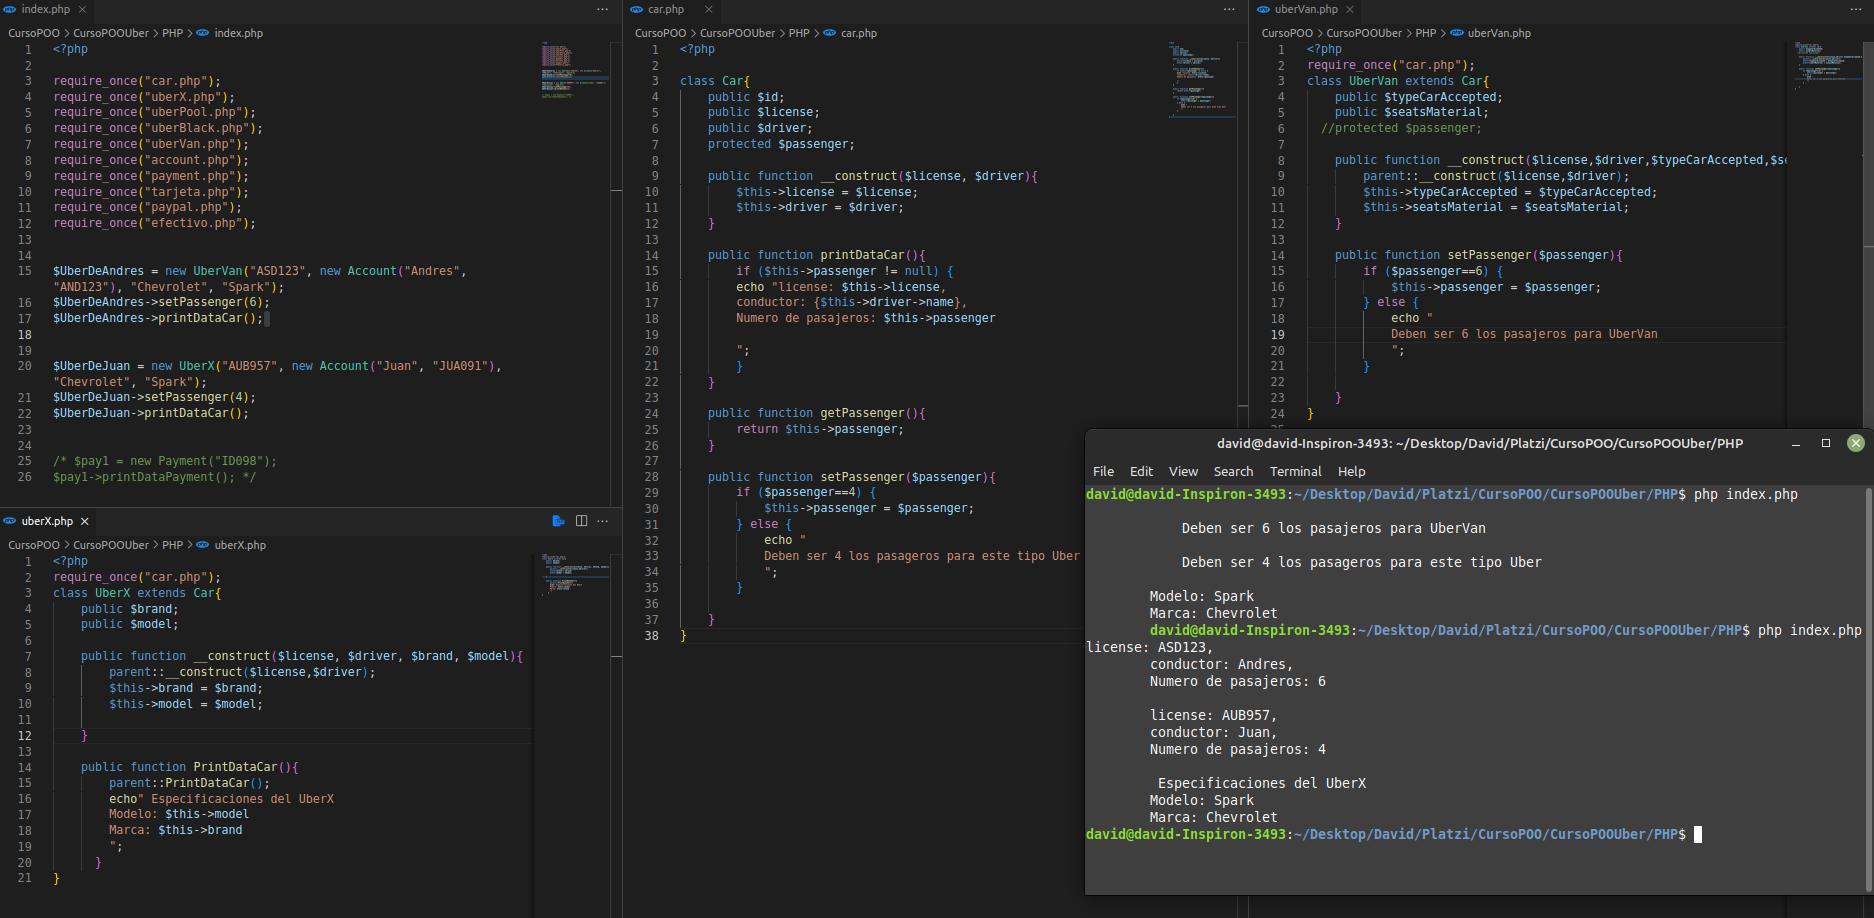 index.php
CursoPOO > CursoPOOUber > PHP > index.php
1 <?php
2
3 require_once("car.php");
4 require_once("uberX.php");
5 require_once("uberPool.php");
6 require_once("uberBlack.php");
7 require_once("uberVan.php");
8 require_once("account.php");
9 require_once("payment.php");
10 require_once("tarjeta.php");
11 require_once("paypal.php");
12 require_once("efectivo.php");
13
14
15 $UberDeAndres = new UberVan("ASD123", new Account("Andres",
"AND123"), "Chevrolet", "Spark");
16 $UberDeAndres->setPassenger(6);
17 $UberDeAndres->printDataCar();
18
19
20 $UberDeJuan = new UberX("AUB957", new Account("Juan", "JUA091"),
"Chevrolet", "Spark");
21 $UberDeJuan->setPassenger(4);
22 $UberDeJuan->printDataCar();
23
24
25 /* $pay1 = new Payment("ID098");
26 $pay1->printDataPayment(); */
uberX.php
CursoPOO > CursoPOOUber > PHP > uberX.php
1 <?php
2 require_once("car.php");
3 class UberX extends Car{
4 public $brand;
5 public $model;
6
7 public function __construct($license, $driver, $brand, $model){
8 parent::__construct($license,$driver);
9 $this->brand = $brand;
10 $this->model = $model;
11
12 }
13
14 public function PrintDataCar(){
15 parent::PrintDataCar();
16 echo" Especificaciones del UberX
17 Modelo: $this->model
18 Marca: $this->brand
19 ";
20 }
21 }
car.php
CursoPOO > CursoPOOUber > PHP > car.php
1 <?php
2
3 class Car{
4 public $id;
5 public $license;
6 public $driver;
7 protected $passenger;
8
9 public function __construct($license, $driver){
10 $this->license = $license;
11 $this->driver = $driver;
12 }
13
14 public function printDataCar(){
15 if ($this->passenger != null) {
16 echo "license: $this->license,
17 conductor: {$this->driver->name},
18 Numero de pasajeros: $this->passenger
19
20 ";
21 }
22 }
23
24 public function getPassenger(){
25 return $this->passenger;
26 }
27
28 public function setPassenger($passenger){
29 if ($passenger==4) {
30 $this->passenger = $passenger;
31 } else {
32 echo "
33 Deben ser 4 los pasageros para este tipo Uber
34 ";
35 }
36
37 }
38 }
uberVan.php
CursoPOO > CursoPOOUber > PHP > uberVan.php
1 <?php
2 require_once("car.php");
3 class UberVan extends Car{
4 public $typeCarAccepted;
5 public $seatsMaterial;
6 //protected $passenger;
7
8 public function __construct($license,$driver,$typeCarAccepted,$se
9 parent::__construct($license,$driver);
10 $this->typeCarAccepted = $typeCarAccepted;
11 $this->seatsMaterial = $seatsMaterial;
12 }
13
14 public function setPassenger($passenger){
15 if ($passenger==6) {
16 $this->passenger = $passenger;
17 } else {
18 echo "
19 Deben ser 6 los pasajeros para UberVan
20 ";
21 }
22
23 }
24 }
david@david-Inspiron-3493: ~/Desktop/David/Platzi/CursoPOO/CursoPOOUber/PHP
File Edit View Search Terminal Help
david@david-Inspiron-3493:~/Desktop/David/Platzi/CursoPOO/CursoPOOUber/PHP$ php index.php
Deben ser 6 los pasajeros para UberVan
Deben ser 4 los pasageros para este tipo Uber
Modelo: Spark
Marca: Chevrolet
david@david-Inspiron-3493:~/Desktop/David/Platzi/CursoPOO/CursoPOOUber/PHP$ php index.php
license: ASD123,
conductor: Andres,
Numero de pasajeros: 6
license: AUB957,
conductor: Juan,
Numero de pasajeros: 4
Especificaciones del UberX
Modelo: Spark
Marca: Chevrolet
david@david-Inspiron-3493:~/Desktop/David/Platzi/CursoPOO/CursoPOOUber/PHP$